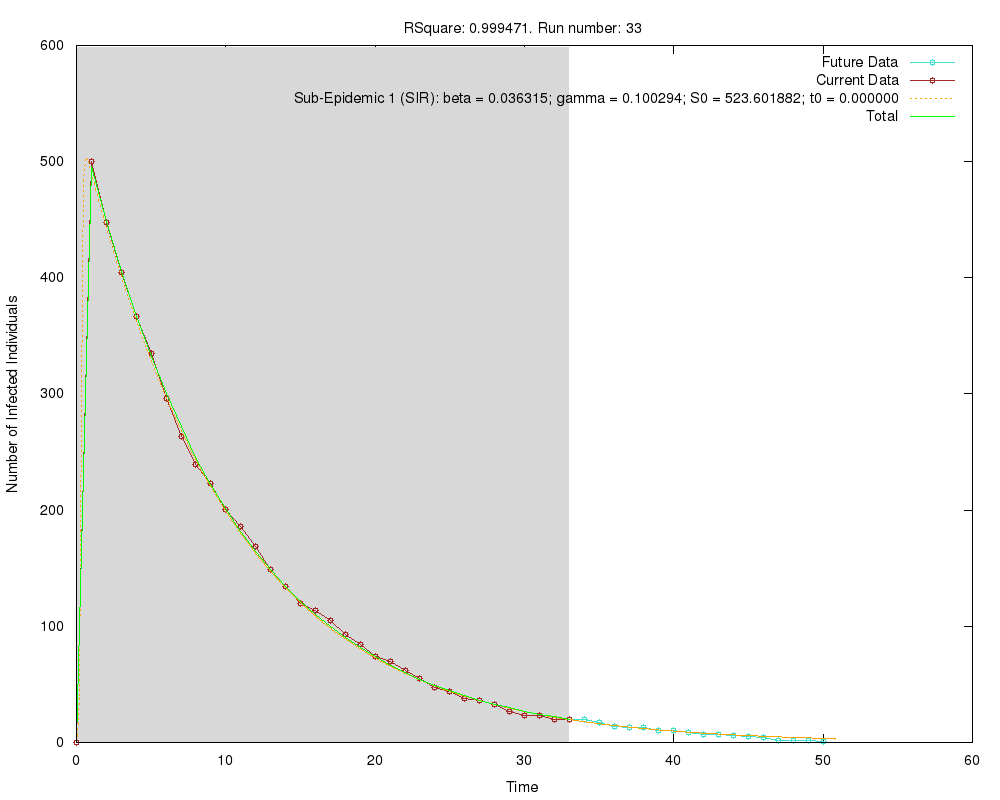 RSquare: 0.999471. Run number: 33
Number of Infected Individuals
600
500
400
300
200
100
0
Future Data
Current Data
Sub-Epidemic 1 (SIR): beta = 0.036315; gamma = 0.100294; S0 = 523.601882; t0 = 0.000000
Total
0 10 20 30 40 50 60
Time